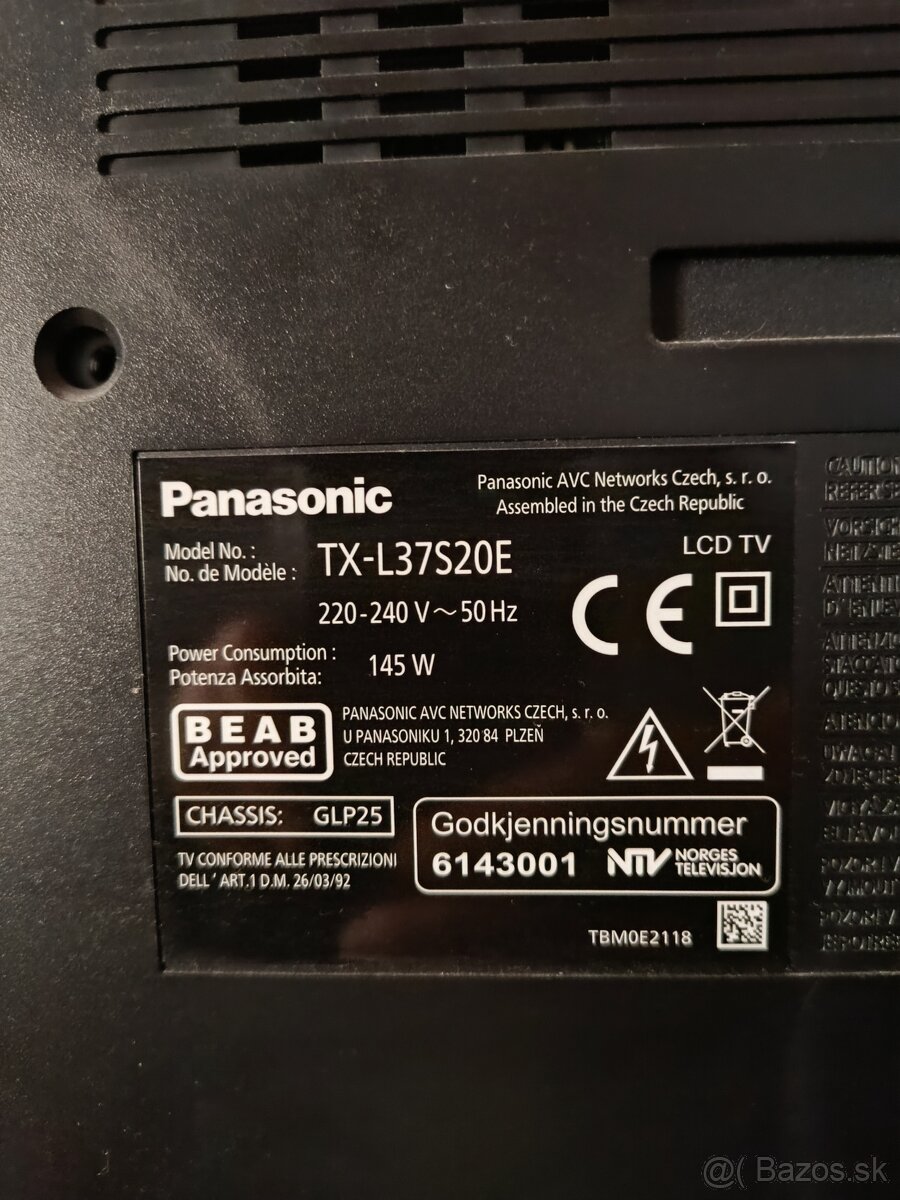 Panasonic
Panasonic AVC Networks Czech, s. r. o.
Assembled in the Czech Republic
Model No. :
No. de Modèle :
TX-L37S20E
LCD TV
220-240 V ~ 50 Hz
CE
Power Consumption :
Potenza Assorbita:
145 W
BEAB
Approved
PANASONIC AVC NETWORKS CZECH, s. r. o.
U PANASONIKU 1, 320 84 PLZEŇ
CZECH REPUBLIC
CHASSIS: GLP25
TV CONFORME ALLE PRESCRIZIONI
DELL' ART.1 D.M. 26/03/92
Godkjenningsnummer
6143001 NTV NORGES
TELEVISJON
TBM0E2118
CAUTION
@( Bazos.sk